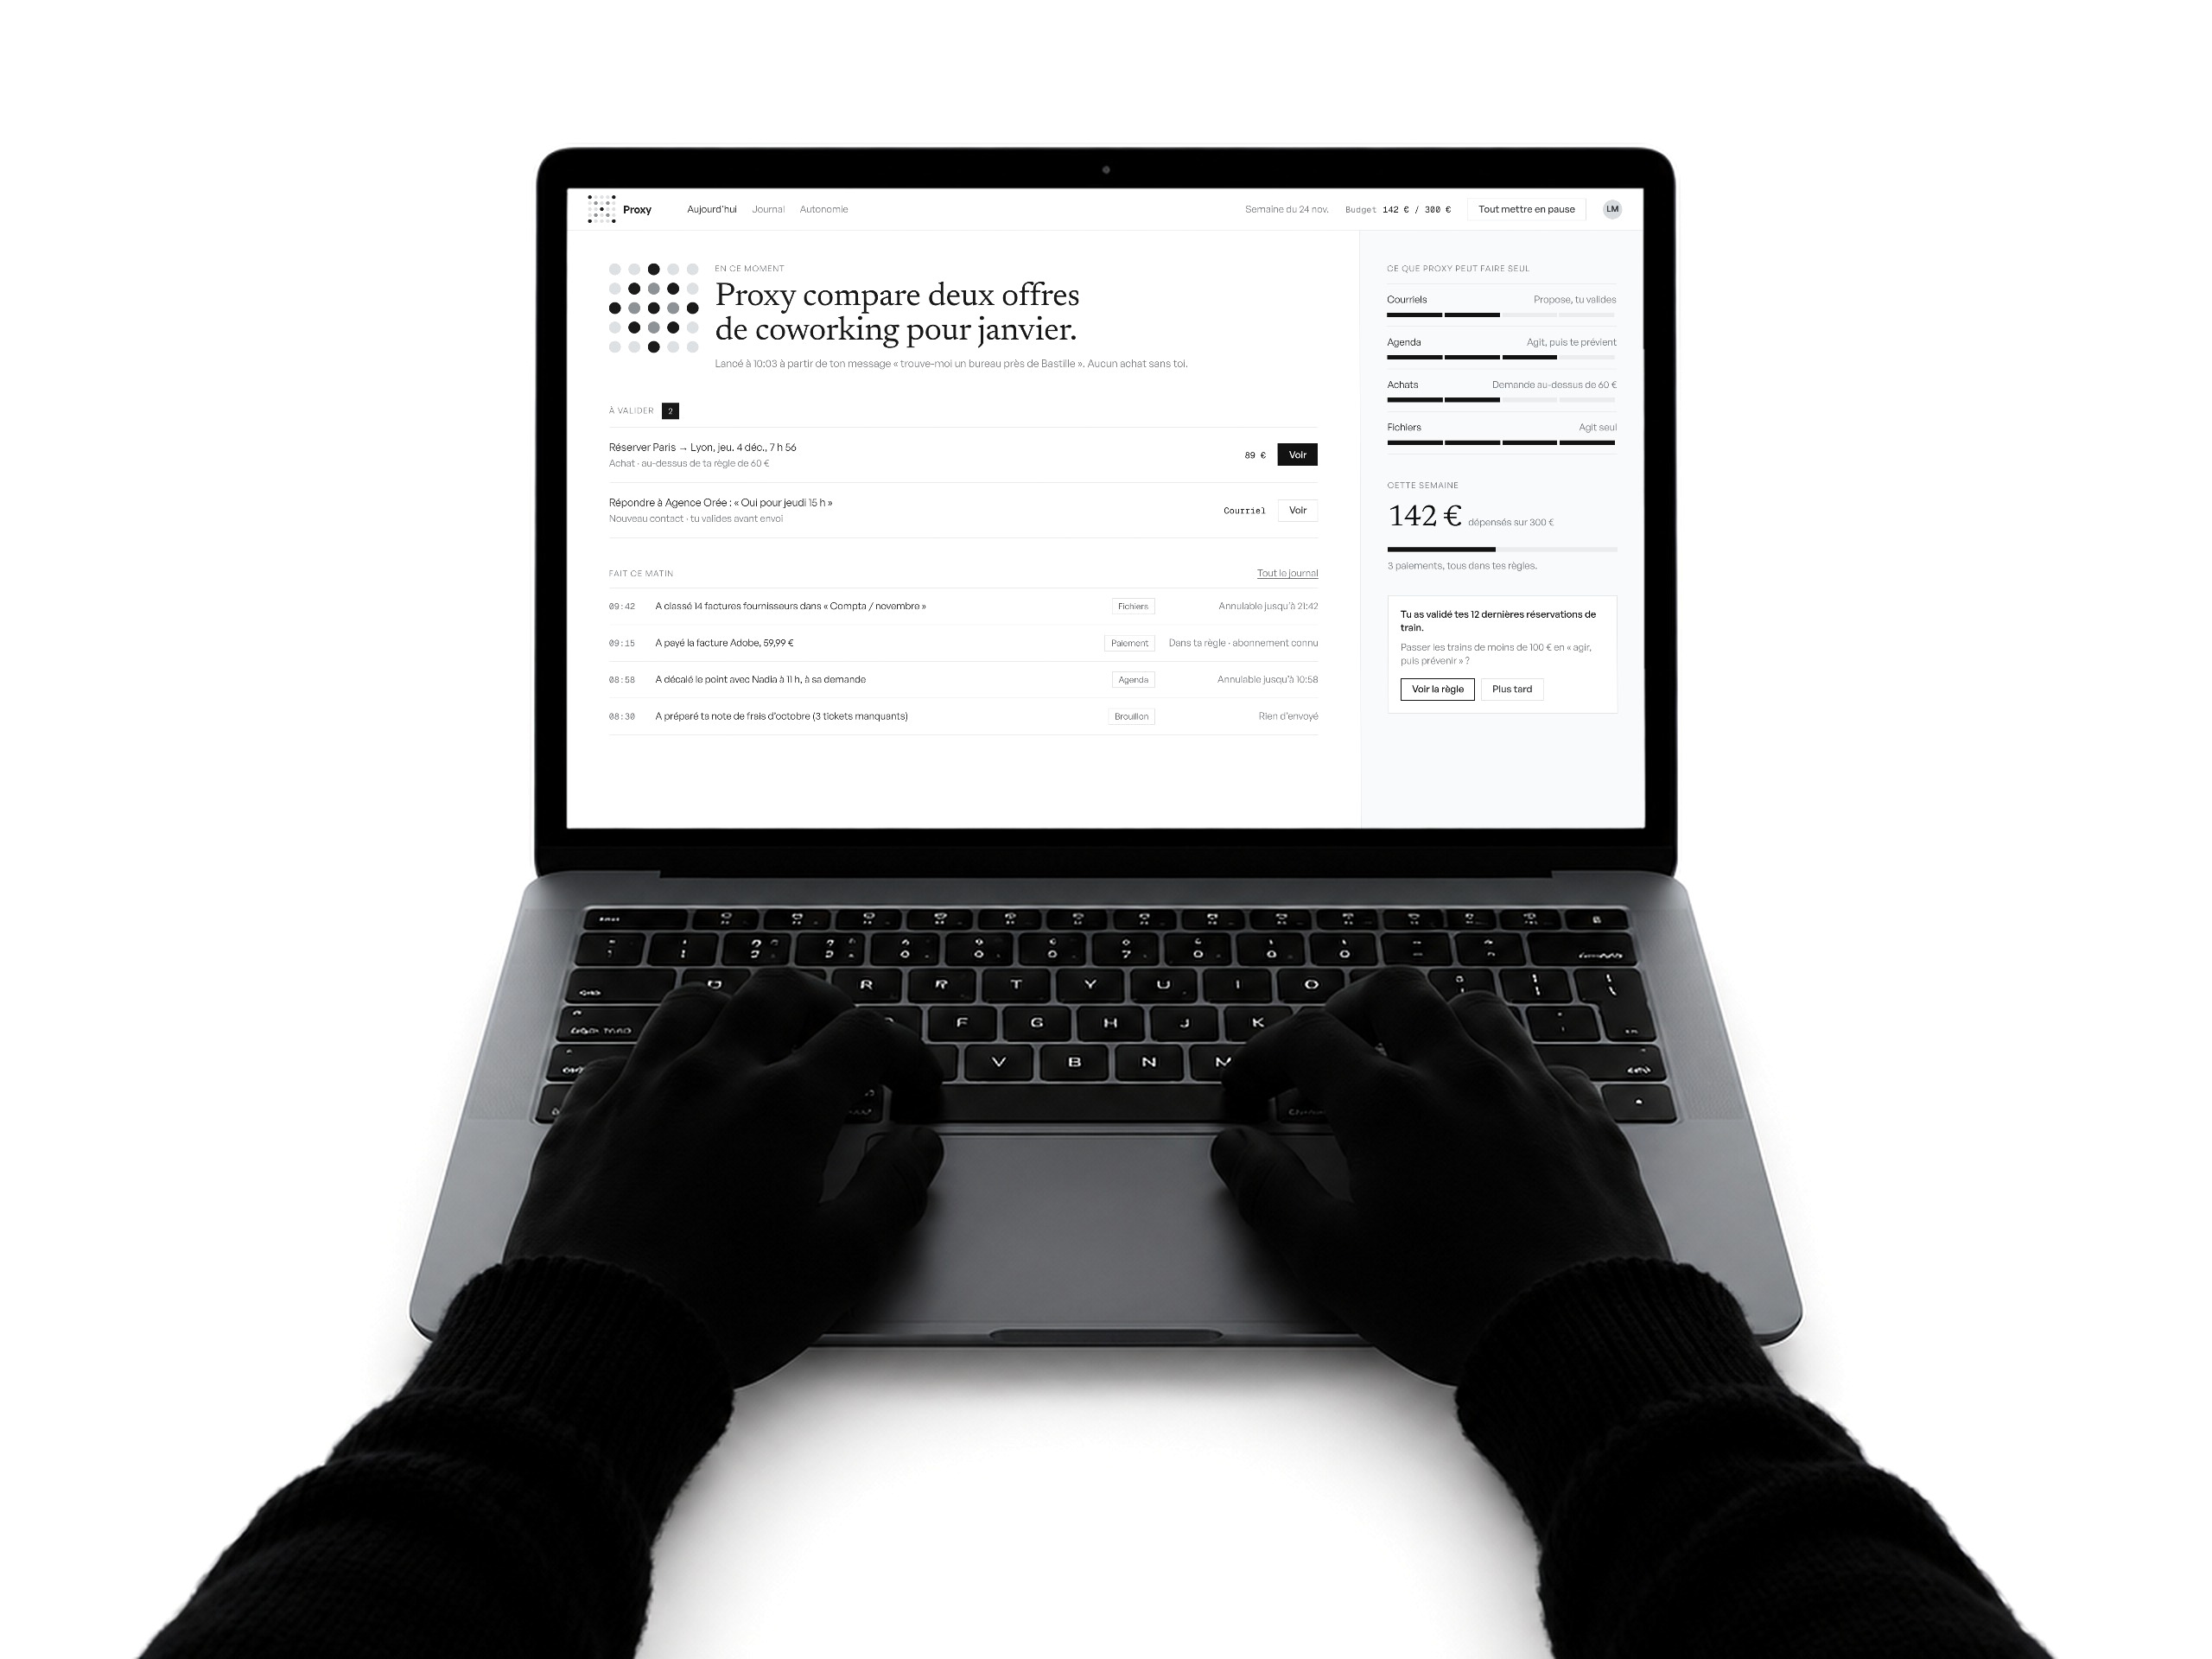 Proxy
Aujourd'hui Journal Autonomie
Semaine du 24 nov. Budget 142 € / 300 € Tout mettre en pause LM
EN CE MOMENT
Proxy compare deux offres
de coworking pour janvier.
Lancé à 10:03 à partir de ton message « trouve-moi un bureau près de Bastille ». Aucun achat sans toi.
À VALIDER 2
Réserver Paris → Lyon, jeu. 4 déc., 7 h 56
Achat · au-dessus de ta règle de 60 €
89 € Voir
Répondre à Agence Orée : « Oui pour jeudi 15 h »
Nouveau contact · tu valides avant envoi
Courriel Voir
FAIT CE MATIN Tout le journal
09:42 A classé 14 factures fournisseurs dans « Compta / novembre » Fichiers Annulable jusqu'à 21:42
09:15 A payé la facture Adobe, 59,99 € Paiement Dans ta règle · abonnement connu
08:58 A décalé le point avec Nadia à 11 h, à sa demande Agenda Annulable jusqu'à 10:58
08:30 A préparé ta note de frais d'octobre (3 tickets manquants) Brouillon Rien d'envoyé
CE QUE PROXY PEUT FAIRE SEUL
Courriels Propose, tu valides
Agenda Agit, puis te prévient
Achats Demande au-dessus de 60 €
Fichiers Agit seul
CETTE SEMAINE
142 € dépensés sur 300 €
3 paiements, tous dans tes règles.
Tu as validé tes 12 dernières réservations de
train.
Passer les trains de moins de 100 € en « agir,
puis prévenir » ?
Voir la règle Plus tard
R T Y U I O
F G H J K
V B N M